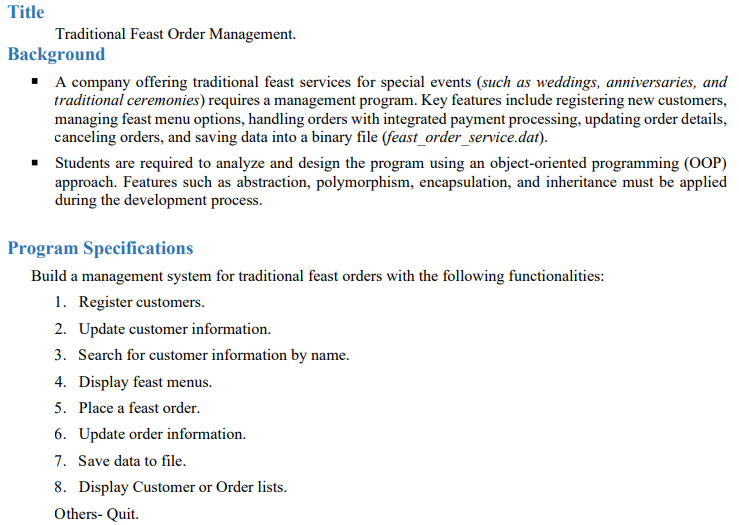 Title
Traditional Feast Order Management.
Background
▪ A company offering traditional feast services for special events (such as weddings, anniversaries, and
traditional ceremonies) requires a management program. Key features include registering new customers,
managing feast menu options, handling orders with integrated payment processing, updating order details,
canceling orders, and saving data into a binary file (feast_order_service.dat).
▪ Students are required to analyze and design the program using an object-oriented programming (OOP)
approach. Features such as abstraction, polymorphism, encapsulation, and inheritance must be applied
during the development process.
Program Specifications
Build a management system for traditional feast orders with the following functionalities:
1. Register customers.
2. Update customer information.
3. Search for customer information by name.
4. Display feast menus.
5. Place a feast order.
6. Update order information.
7. Save data to file.
8. Display Customer or Order lists.
Others- Quit.